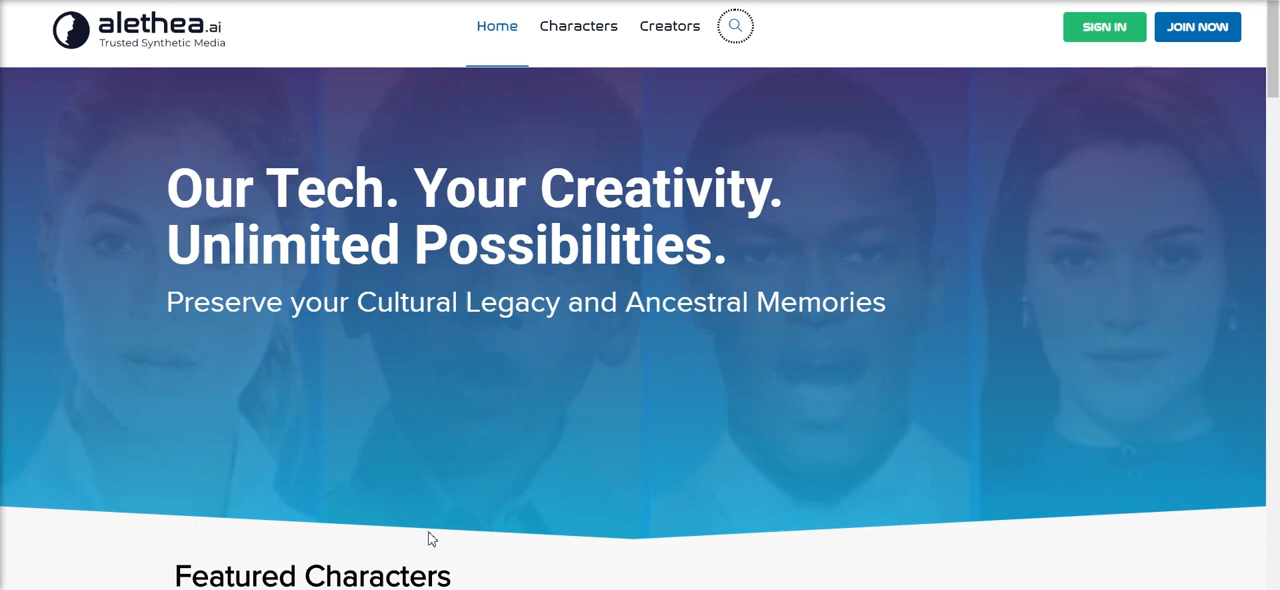 alethea.ai
Trusted Synthetic Media
Home Characters Creators
SIGN IN JOIN NOW
Our Tech. Your Creativity.
Unlimited Possibilities.
Preserve your Cultural Legacy and Ancestral Memories
Featured Characters